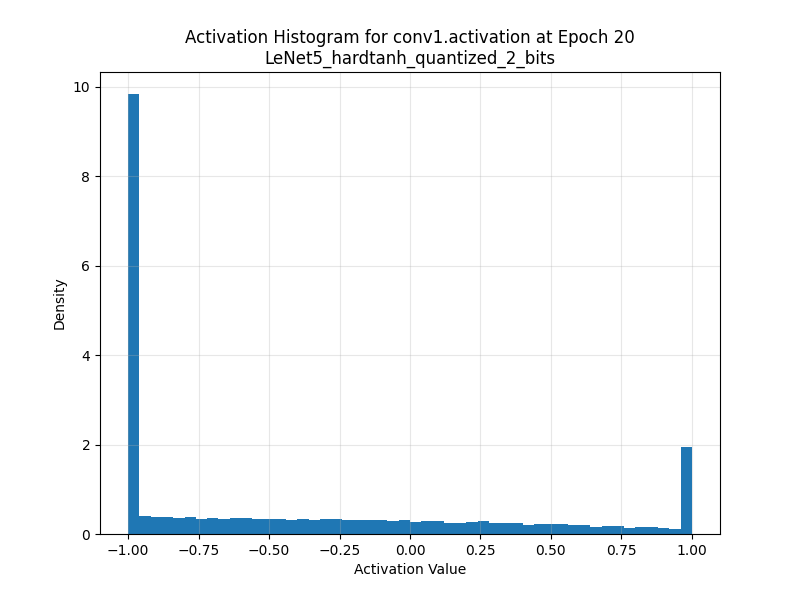 Activation Histogram for conv1.activation at Epoch 20
LeNet5_hardtanh_quantized_2_bits
10
8
6
4
2
0
Density
−1.00 −0.75 −0.50 −0.25 0.00 0.25 0.50 0.75 1.00
Activation Value